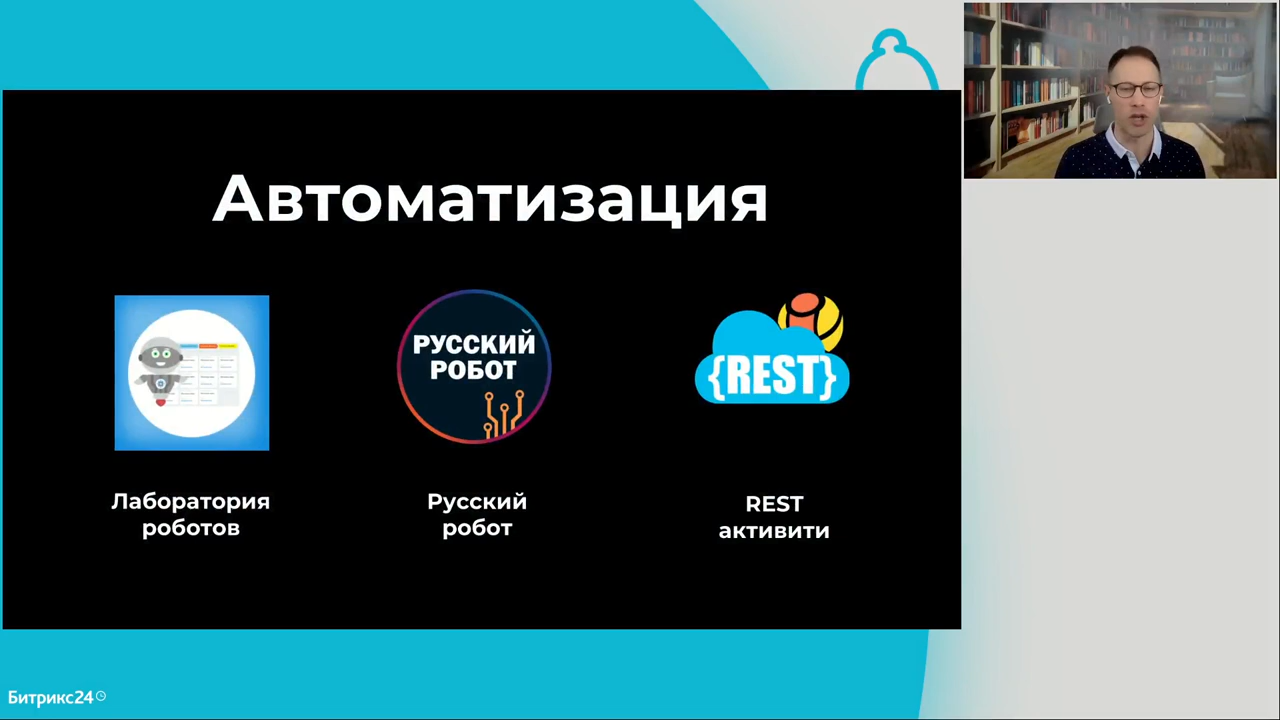 Автоматизация
РУССКИЙ
РОБОТ
{REST}
Лаборатория
роботов
Русский
робот
REST
активити
Битрикс24